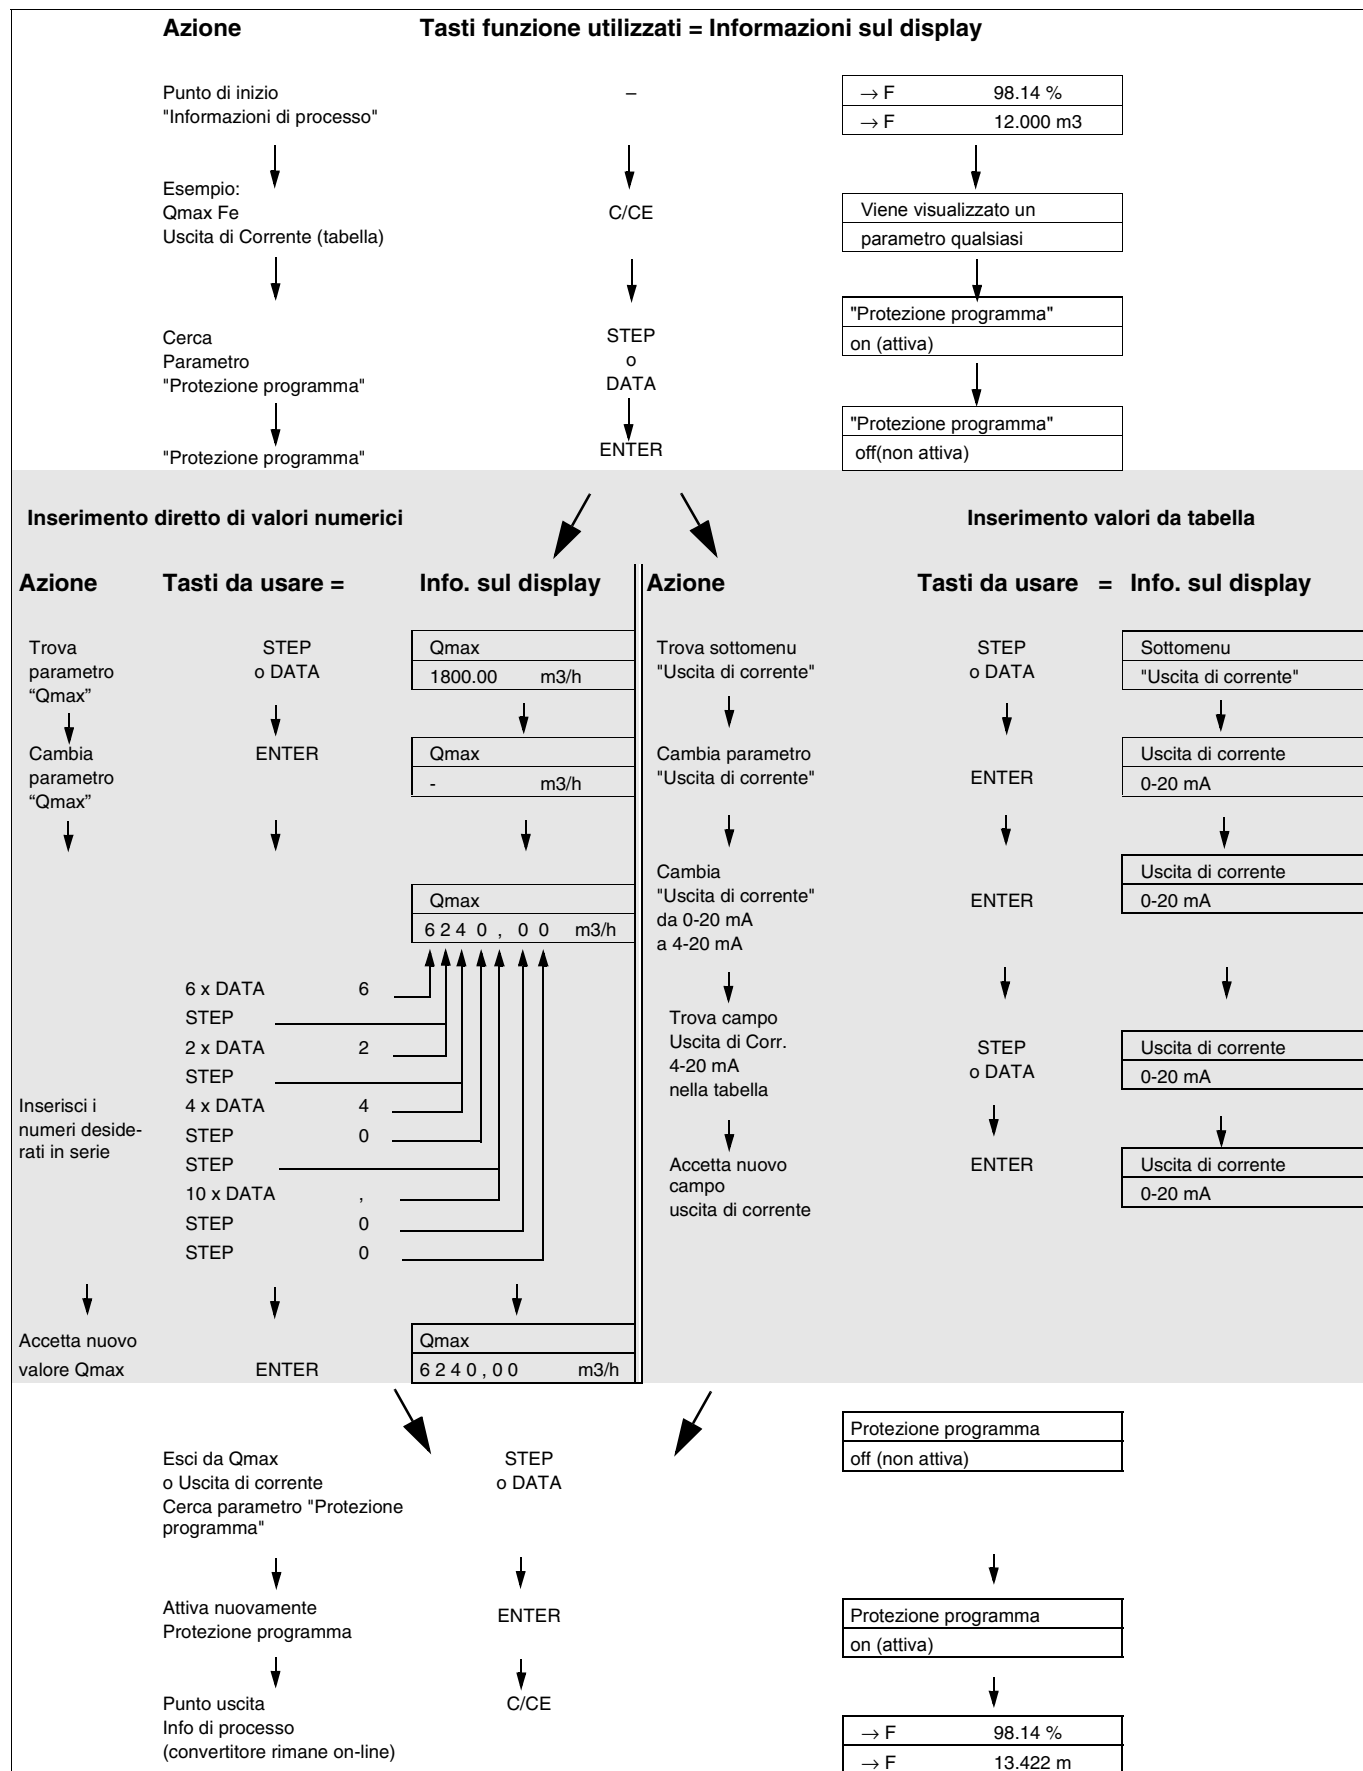 Azione Tasti funzione utilizzati = Informazioni sul display
Punto di inizio – → F 98.14 %
"Informazioni di processo" → F 12.000 m3
Esempio:
Qmax Fe C/CE Viene visualizzato un
Uscita di Corrente (tabella) parametro qualsiasi
"Protezione programma"
Cerca STEP on (attiva)
Parametro o
"Protezione programma" DATA
"Protezione programma"
"Protezione programma" ENTER off(non attiva)
Inserimento diretto di valori numerici Inserimento valori da tabella
Azione Tasti da usare = Info. sul display Azione Tasti da usare = Info. sul display
Trova STEP Qmax
parametro o DATA 1800.00 m3/h
“Qmax”
Cambia ENTER Qmax
parametro - m3/h
“Qmax”
Qmax
6 2 4 0 , 0 0 m3/h
6 x DATA 6
STEP
2 x DATA 2
STEP
Inserisci i 4 x DATA 4
numeri deside- STEP 0
rati in serie
STEP
10 x DATA ,
STEP 0
STEP 0
Accetta nuovo Qmax
valore Qmax ENTER 6 2 4 0 , 0 0 m3/h
Trova sottomenu STEP Sottomenu
"Uscita di corrente" o DATA "Uscita di corrente"
Cambia parametro Uscita di corrente
"Uscita di corrente" ENTER 0-20 mA
Cambia Uscita di corrente
"Uscita di corrente" ENTER 0-20 mA
da 0-20 mA
a 4-20 mA
Trova campo
Uscita di Corr. STEP Uscita di corrente
4-20 mA o DATA 0-20 mA
nella tabella
Accetta nuovo ENTER Uscita di corrente
campo 0-20 mA
uscita di corrente
Protezione programma
Esci da Qmax STEP off (non attiva)
o Uscita di corrente o DATA
Cerca parametro "Protezione
programma"
Attiva nuovamente ENTER Protezione programma
Protezione programma on (attiva)
Punto uscita C/CE
Info di processo → F 98.14 %
(convertitore rimane on-line) → F 13.422 m